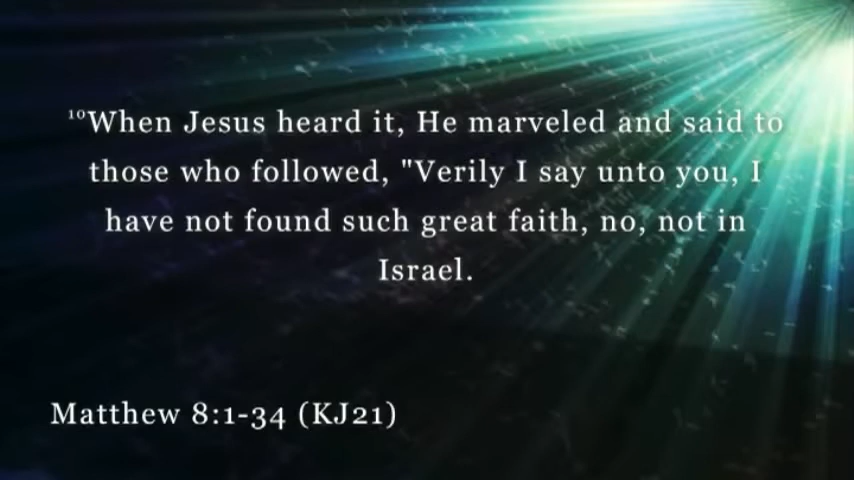 ¹⁰When Jesus heard it, He marveled and said to
those who followed, "Verily I say unto you, I
have not found such great faith, no, not in
Israel.
Matthew 8:1-34 (KJ21)